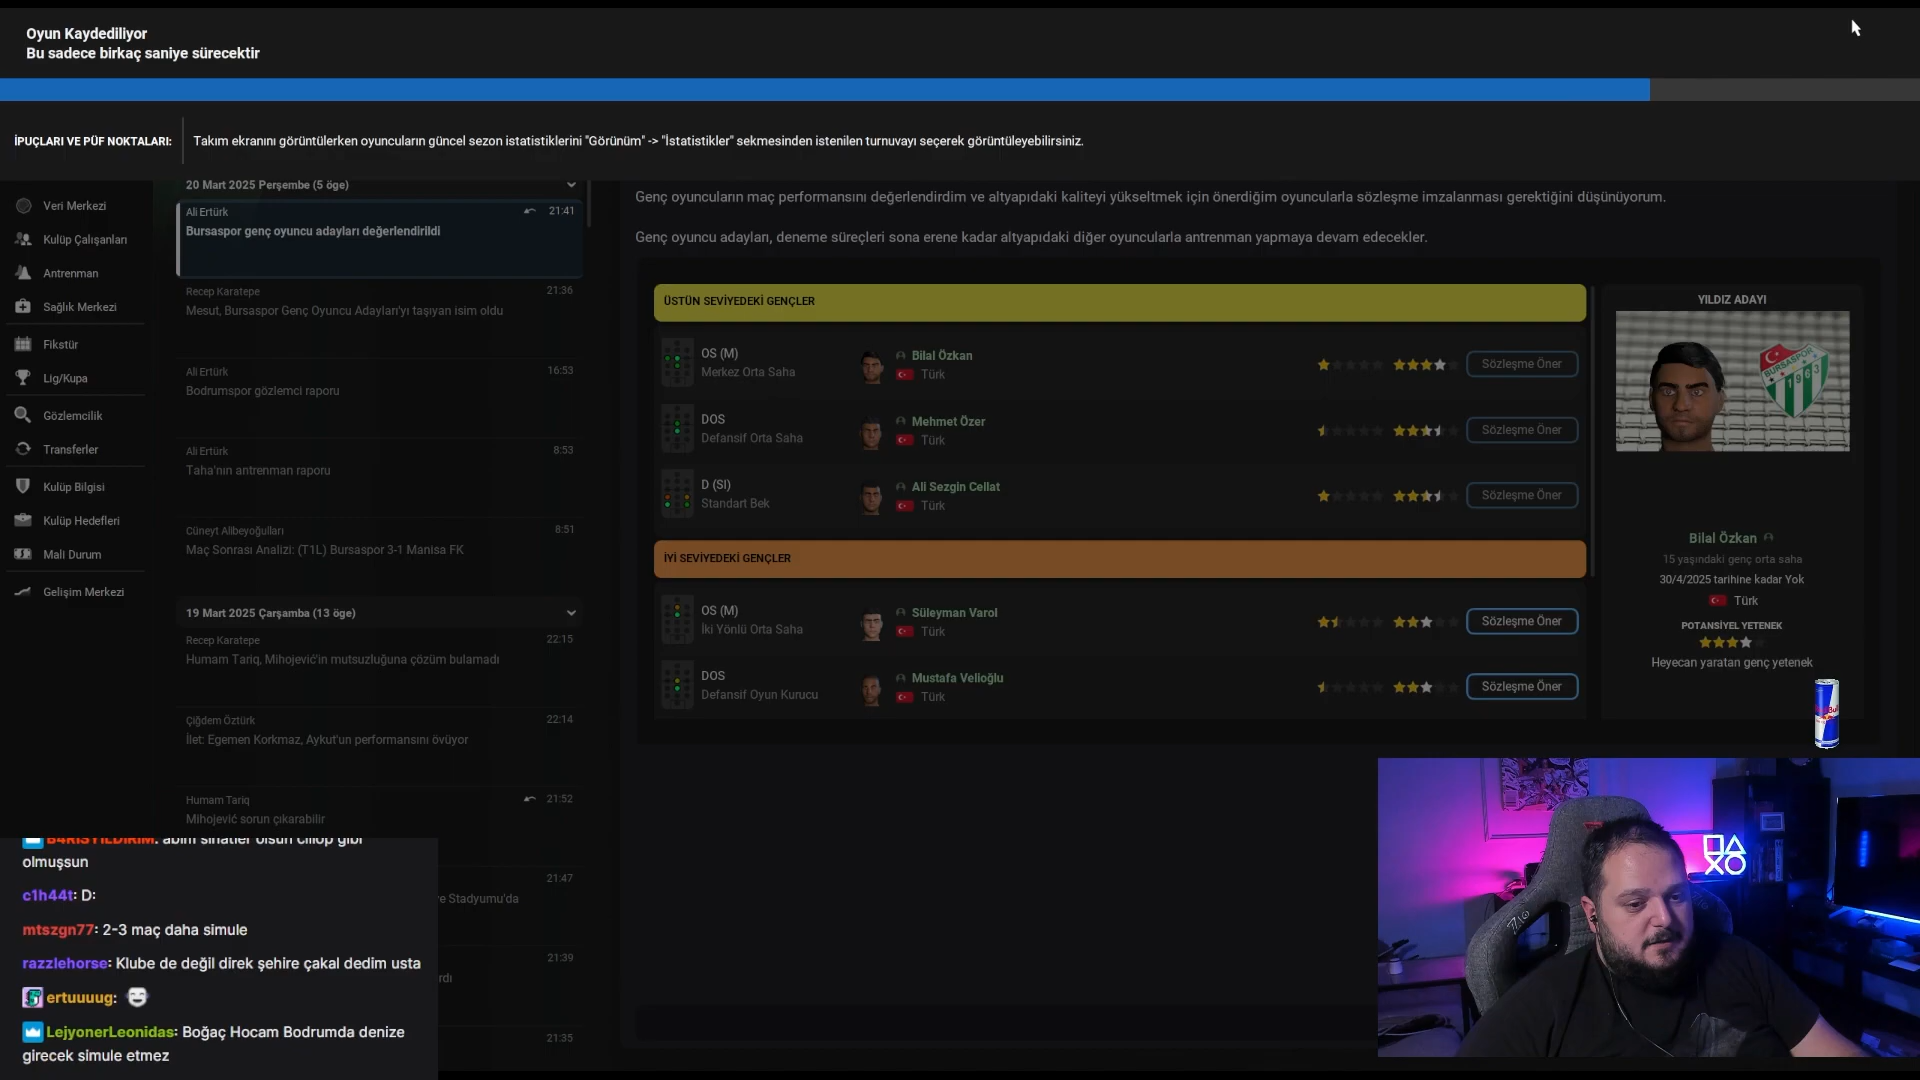 Oyun Kaydediliyor
Bu sadece birkaç saniye sürecektir
İPUÇLARI VE PÜF NOKTALARI:
Takım ekranını görüntülerken oyuncuların güncel sezon istatistiklerini "Görünüm" -> "İstatistikler" sekmesinden istenilen turnuvayı seçerek görüntüleyebilirsiniz.
Veri Merkezi
Kulüp Çalışanları
Antrenman
Sağlık Merkezi
Fikstür
Lig/Kupa
Gözlemcilik
Transferler
Kulüp Bilgisi
Kulüp Hedefleri
Mali Durum
Gelişim Merkezi
20 Mart 2025 Perşembe (5 öge)
Ali Ertürk 21:41
Bursaspor genç oyuncu adayları değerlendirildi
Recep Karatepe 21:36
Mesut, Bursaspor Genç Oyuncu Adayları'yı taşıyan isim oldu
Ali Ertürk 16:53
Bodrumspor gözlemci raporu
Ali Ertürk 8:53
Taha'nın antrenman raporu
Cüneyt Alibeyoğulları 8:51
Maç Sonrası Analizi: (T1L) Bursaspor 3-1 Manisa FK
19 Mart 2025 Çarşamba (13 öge)
Recep Karatepe 22:15
Humam Tariq, Mihojević'in mutsuzluğuna çözüm bulamadı
Çiğdem Öztürk 22:14
İlet: Egemen Korkmaz, Aykut'un performansını övüyor
Humam Tariq 21:52
Mihojević sorun çıkarabilir
21:47
ve Stadyumu'da
21:39
rdı
21:35
Genç oyuncuların maç performansını değerlendirdim ve altyapıdaki kaliteyi yükseltmek için önerdiğim oyuncularla sözleşme imzalanması gerektiğini düşünüyorum.
Genç oyuncu adayları, deneme süreçleri sona erene kadar altyapıdaki diğer oyuncularla antrenman yapmaya devam edecekler.
ÜSTÜN SEVİYEDEKİ GENÇLER
OS (M) Bilal Özkan
Merkez Orta Saha Türk
Sözleşme Öner
DOS Mehmet Özer
Defansif Orta Saha Türk
Sözleşme Öner
D (Sl) Ali Sezgin Cellat
Standart Bek Türk
Sözleşme Öner
İYİ SEVİYEDEKİ GENÇLER
OS (M) Süleyman Varol
İki Yönlü Orta Saha Türk
Sözleşme Öner
DOS Mustafa Velioğlu
Defansif Oyun Kurucu Türk
Sözleşme Öner
YILDIZ ADAYI
BURSASPOR
1963
Bilal Özkan
15 yaşındaki genç orta saha
30/4/2025 tarihine kadar Yok
Türk
POTANSİYEL YETENEK
Heyecan yaratan genç yetenek
B4RISYILDIRIM: abim sıhatler olsun cillop gibi
olmuşsun
c1h44t: D:
mtszgn77: 2-3 maç daha simule
razzlehorse: Klube de değil direk şehire çakal dedim usta
ertuuuug:
LejyonerLeonidas: Boğaç Hocam Bodrumda denize
girecek simule etmez